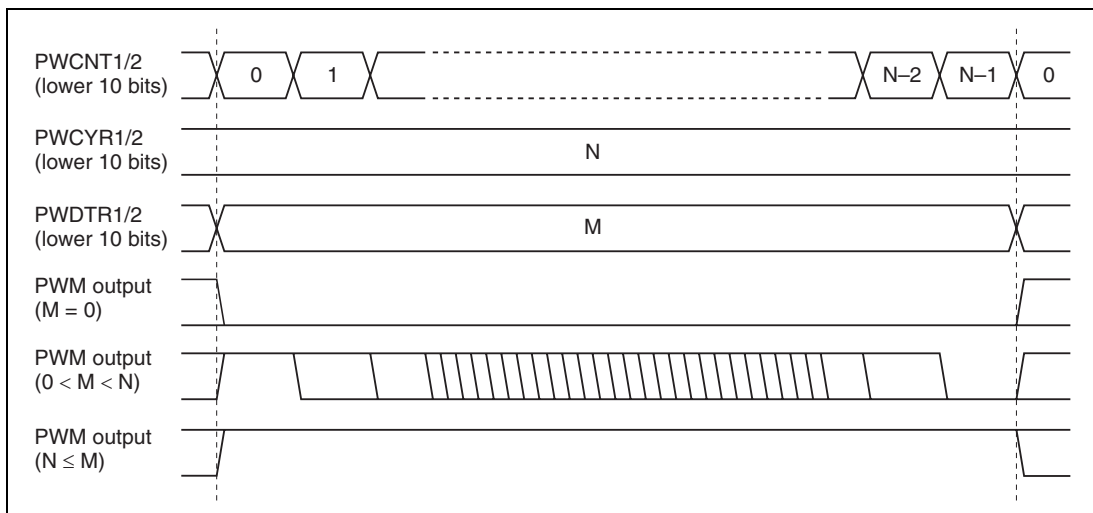 PWCNT1/2
(lower 10 bits)
0
1
N–2
N–1
0
PWCYR1/2
(lower 10 bits)
N
PWDTR1/2
(lower 10 bits)
M
PWM output
(M = 0)
PWM output
(0 < M < N)
PWM output
(N ≤ M)